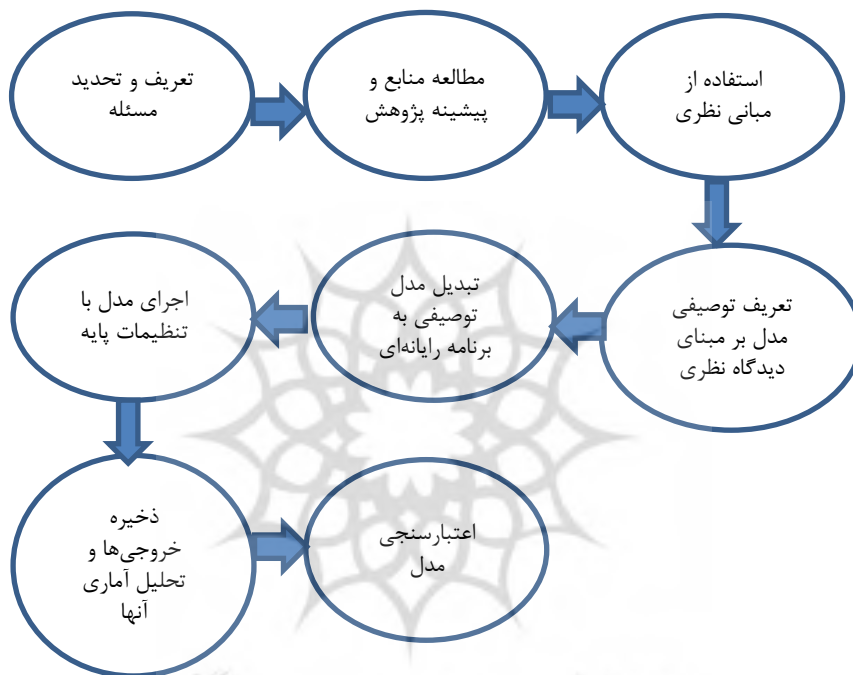 تعریف و تحدید
مسئله
مطالعه منابع و
پیشینه پژوهش
استفاده از
مبانی نظری
تعریف توصیفی
مدل بر مبنای
دیدگاه نظری
تبدیل مدل
توصیفی به
برنامه رایانه‌ای
اجرای مدل با
تنظیمات پایه
ذخیره
خروجی‌ها و
تحلیل آماری
آنها
اعتبارسنجی
مدل